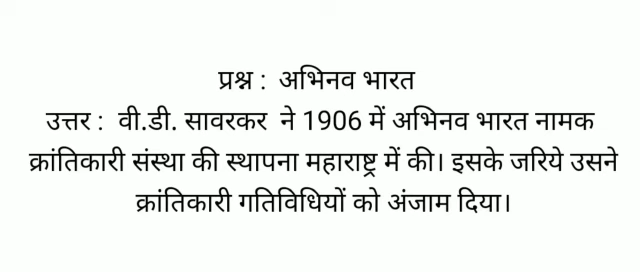 प्रश्न : अभिनव भारत
उत्तर : वी.डी. सावरकर ने 1906 में अभिनव भारत नामक
क्रांतिकारी संस्था की स्थापना महाराष्ट्र में की। इसके जरिये उसने
क्रांतिकारी गतिविधियों को अंजाम दिया।